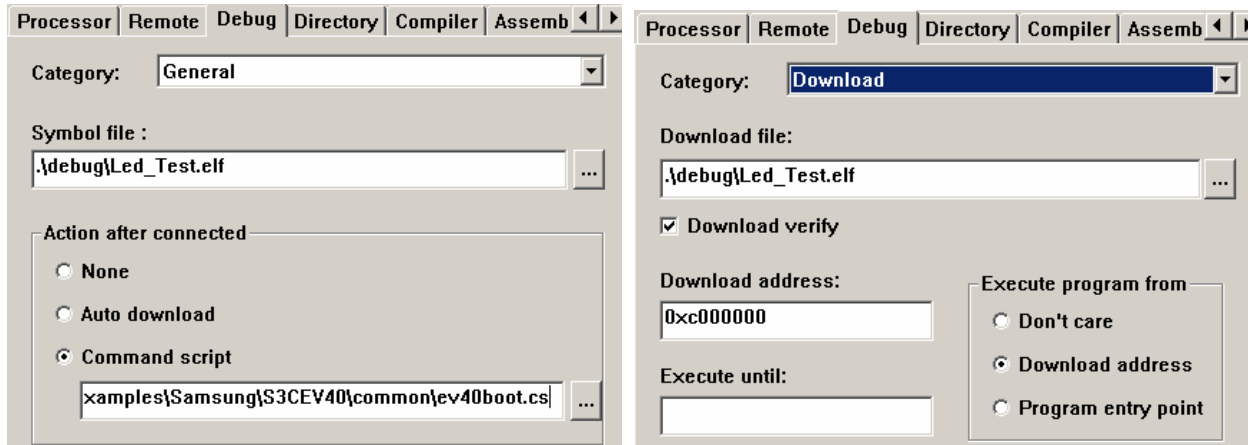 Processor Remote Debug Directory Compiler Assemb
Category: General
Symbol file :
.\debug\Led_Test.elf
...
Action after connected
None
Auto download
Command script
xamples\Samsung\S3CEV40\common\ev40boot.cs
...
Processor Remote Debug Directory Compiler Assemb
Category: Download
Download file:
.\debug\Led_Test.elf
...
Download verify
Download address:
0xc000000
Execute until:
Execute program from
Don't care
Download address
Program entry point